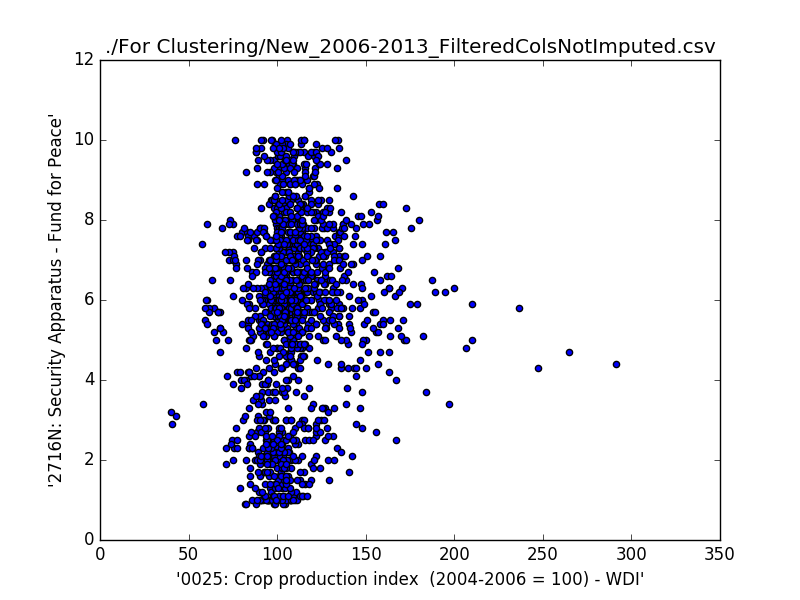 ./For Clustering/New_2006-2013_FilteredColsNotImputed.csv
12
10
8
6
4
2
0
'2716N: Security Apparatus - Fund for Peace'
0 50 100 150 200 250 300 350
'0025: Crop production index  (2004-2006 = 100) - WDI'